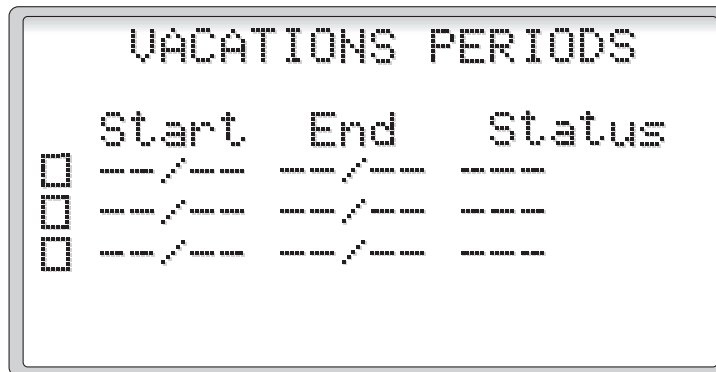 VACATIONS PERIODS
Start End Status
□ --/-- --/-- ---
□ --/-- --/-- ---
□ --/-- --/-- ---